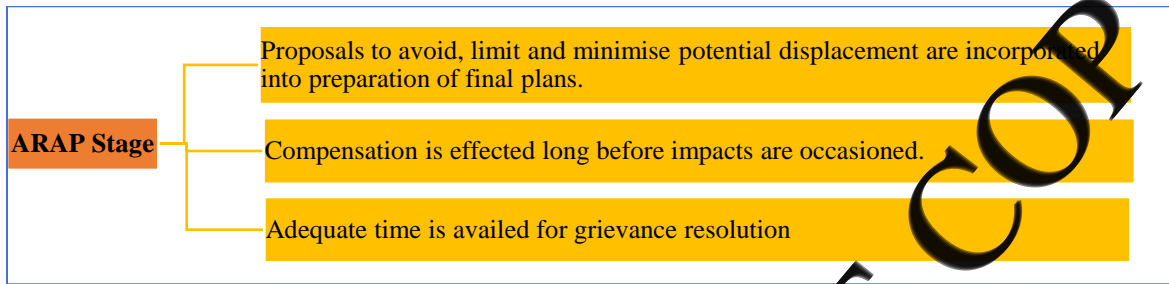 Proposals to avoid, limit and minimise potential displacement are incorporated
into preparation of final plans.
ARAP Stage
Compensation is effected long before impacts are occasioned.
Adequate time is availed for grievance resolution
COP